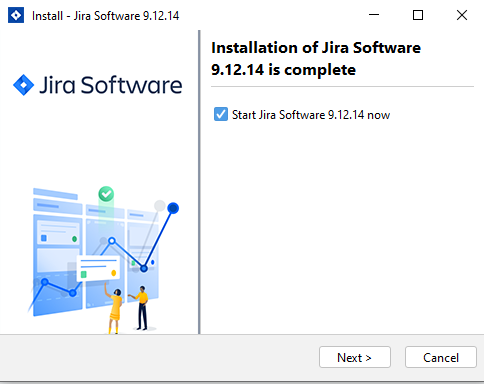 Install - Jira Software 9.12.14
Installation of Jira Software
9.12.14 is complete
Jira Software
Start Jira Software 9.12.14 now
Next >
Cancel